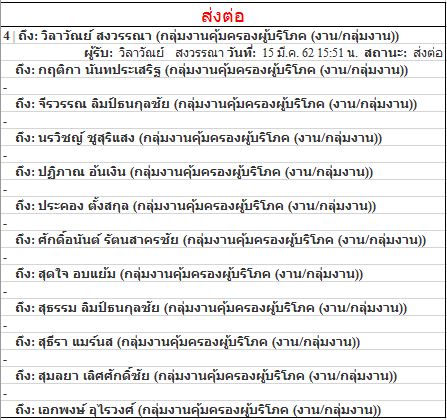 ส่งต่อ
4 | ถึง: วิลาวัณย์ สงวรรณา (กลุ่มงานคุ้มครองผู้บริโภค (งาน/กลุ่มงาน))
ผู้รับ: วิลาวัณย์ สงวรรณา วันที่: 15 มี.ค. 62 15:51 น. สถานะ: ส่งต่อ
ถึง: กฤติกา นันทประเสริฐ (กลุ่มงานคุ้มครองผู้บริโภค (งาน/กลุ่มงาน))
-
ถึง: จีรวรรณ ลิมป์ธนกุลชัย (กลุ่มงานคุ้มครองผู้บริโภค (งาน/กลุ่มงาน))
-
ถึง: นรวิชญ์ ชูสุริแสง (กลุ่มงานคุ้มครองผู้บริโภค (งาน/กลุ่มงาน))
-
ถึง: ปฏิภาณ อันเงิน (กลุ่มงานคุ้มครองผู้บริโภค (งาน/กลุ่มงาน))
-
ถึง: ประคอง ตั้งสกุล (กลุ่มงานคุ้มครองผู้บริโภค (งาน/กลุ่มงาน))
-
ถึง: ศักดิ์อนันต์ รัตนสาครชัย (กลุ่มงานคุ้มครองผู้บริโภค (งาน/กลุ่มงาน))
-
ถึง: สุดใจ อบแย้ม (กลุ่มงานคุ้มครองผู้บริโภค (งาน/กลุ่มงาน))
-
ถึง: สุธรรม ลิมป์ธนกุลชัย (กลุ่มงานคุ้มครองผู้บริโภค (งาน/กลุ่มงาน))
-
ถึง: สุธีรา แมร์นส (กลุ่มงานคุ้มครองผู้บริโภค (งาน/กลุ่มงาน))
-
ถึง: สุมลยา เลิศศักดิ์ชัย (กลุ่มงานคุ้มครองผู้บริโภค (งาน/กลุ่มงาน))
-
ถึง: เอกพงษ์ อุไรวงศ์ (กลุ่มงานคุ้มครองผู้บริโภค (งาน/กลุ่มงาน))